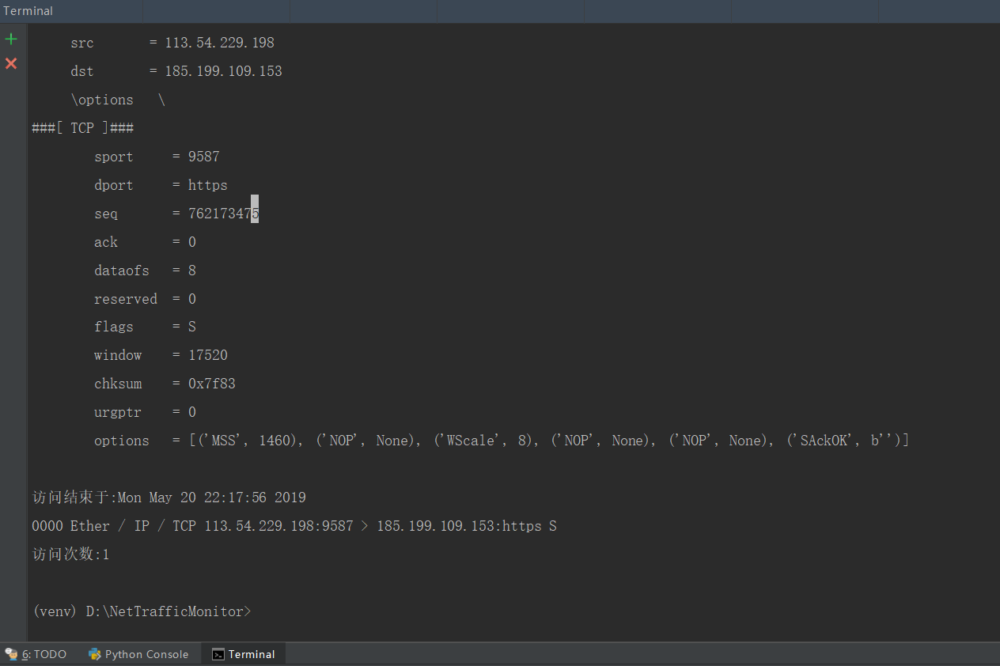 Terminal
src = 113.54.229.198
dst = 185.199.109.153
\options \
###[ TCP ]###
sport = 9587
dport = https
seq = 762173475
ack = 0
dataofs = 8
reserved = 0
flags = S
window = 17520
chksum = 0x7f83
urgptr = 0
options = [('MSS', 1460), ('NOP', None), ('WScale', 8), ('NOP', None), ('NOP', None), ('SAckOK', b'')]
访问结束于:Mon May 20 22:17:56 2019
0000 Ether / IP / TCP 113.54.229.198:9587 > 185.199.109.153:https S
访问次数:1
(venv) D:\NetTrafficMonitor>
6: TODO Python Console Terminal